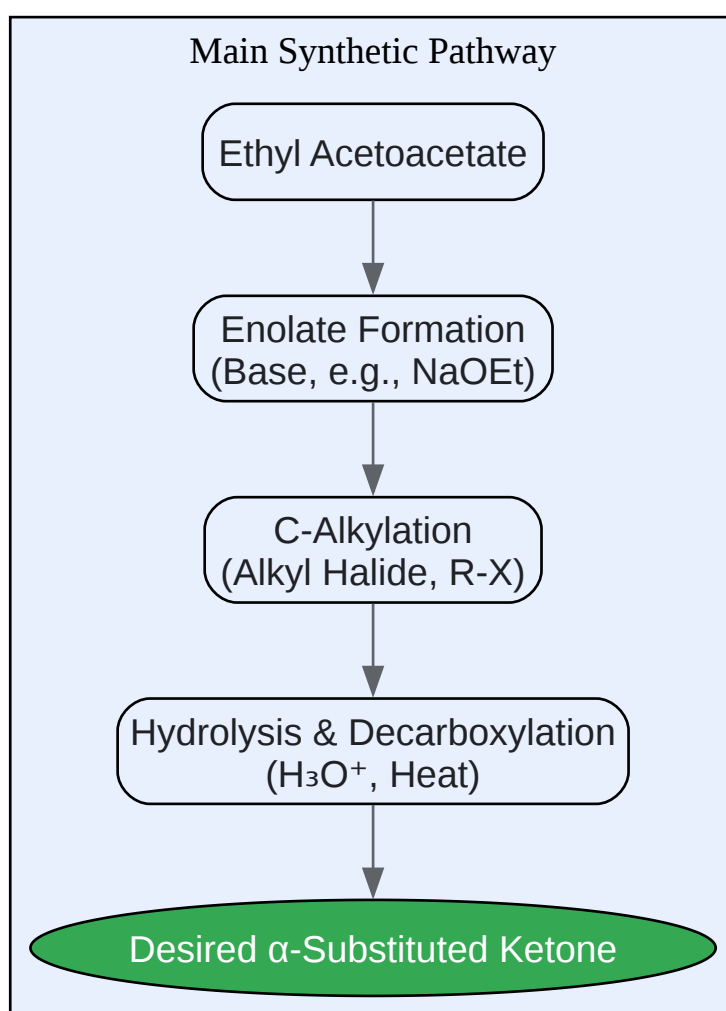 Main Synthetic Pathway
Ethyl Acetoacetate
Enolate Formation
(Base, e.g., NaOEt)
C-Alkylation
(Alkyl Halide, R-X)
Hydrolysis & Decarboxylation
(H₃O⁺, Heat)
Desired α-Substituted Ketone